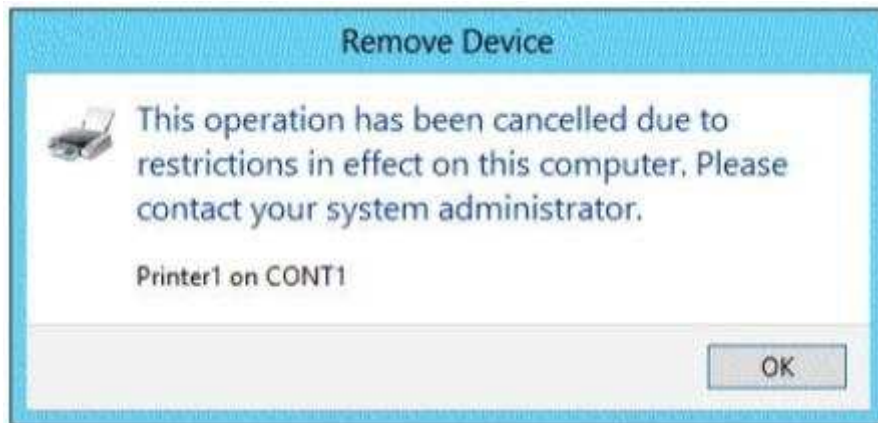 Remove Device
This operation has been cancelled due to
restrictions in effect on this computer. Please
contact your system administrator.
Printer1 on CONT1
OK